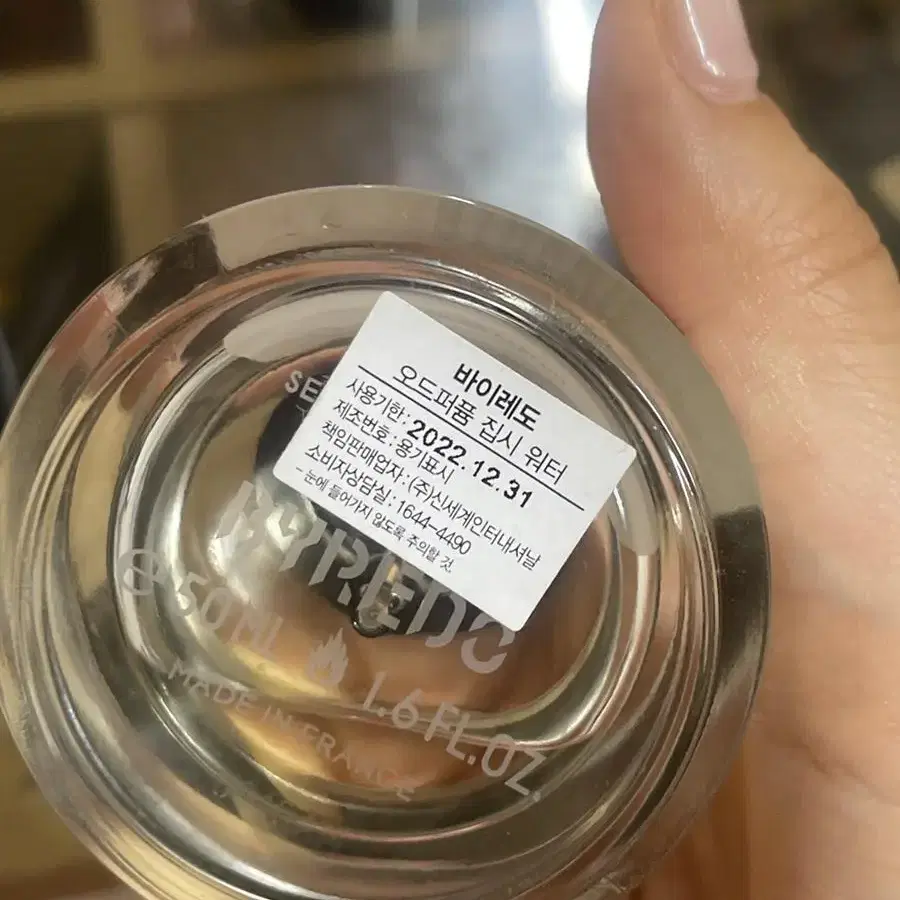 바이레도
오드퍼퓸 집시 워터
사용기한: 2022.12.31
제조번호: 용기표시
책임판매업자: (주)신세계인터내셔날
소비자상담실: 1644-4490
- 눈에 들어가지 않도록 주의할 것.
BYREDO
50 ML 1.6 FL.OZ.
MADE IN FRANCE